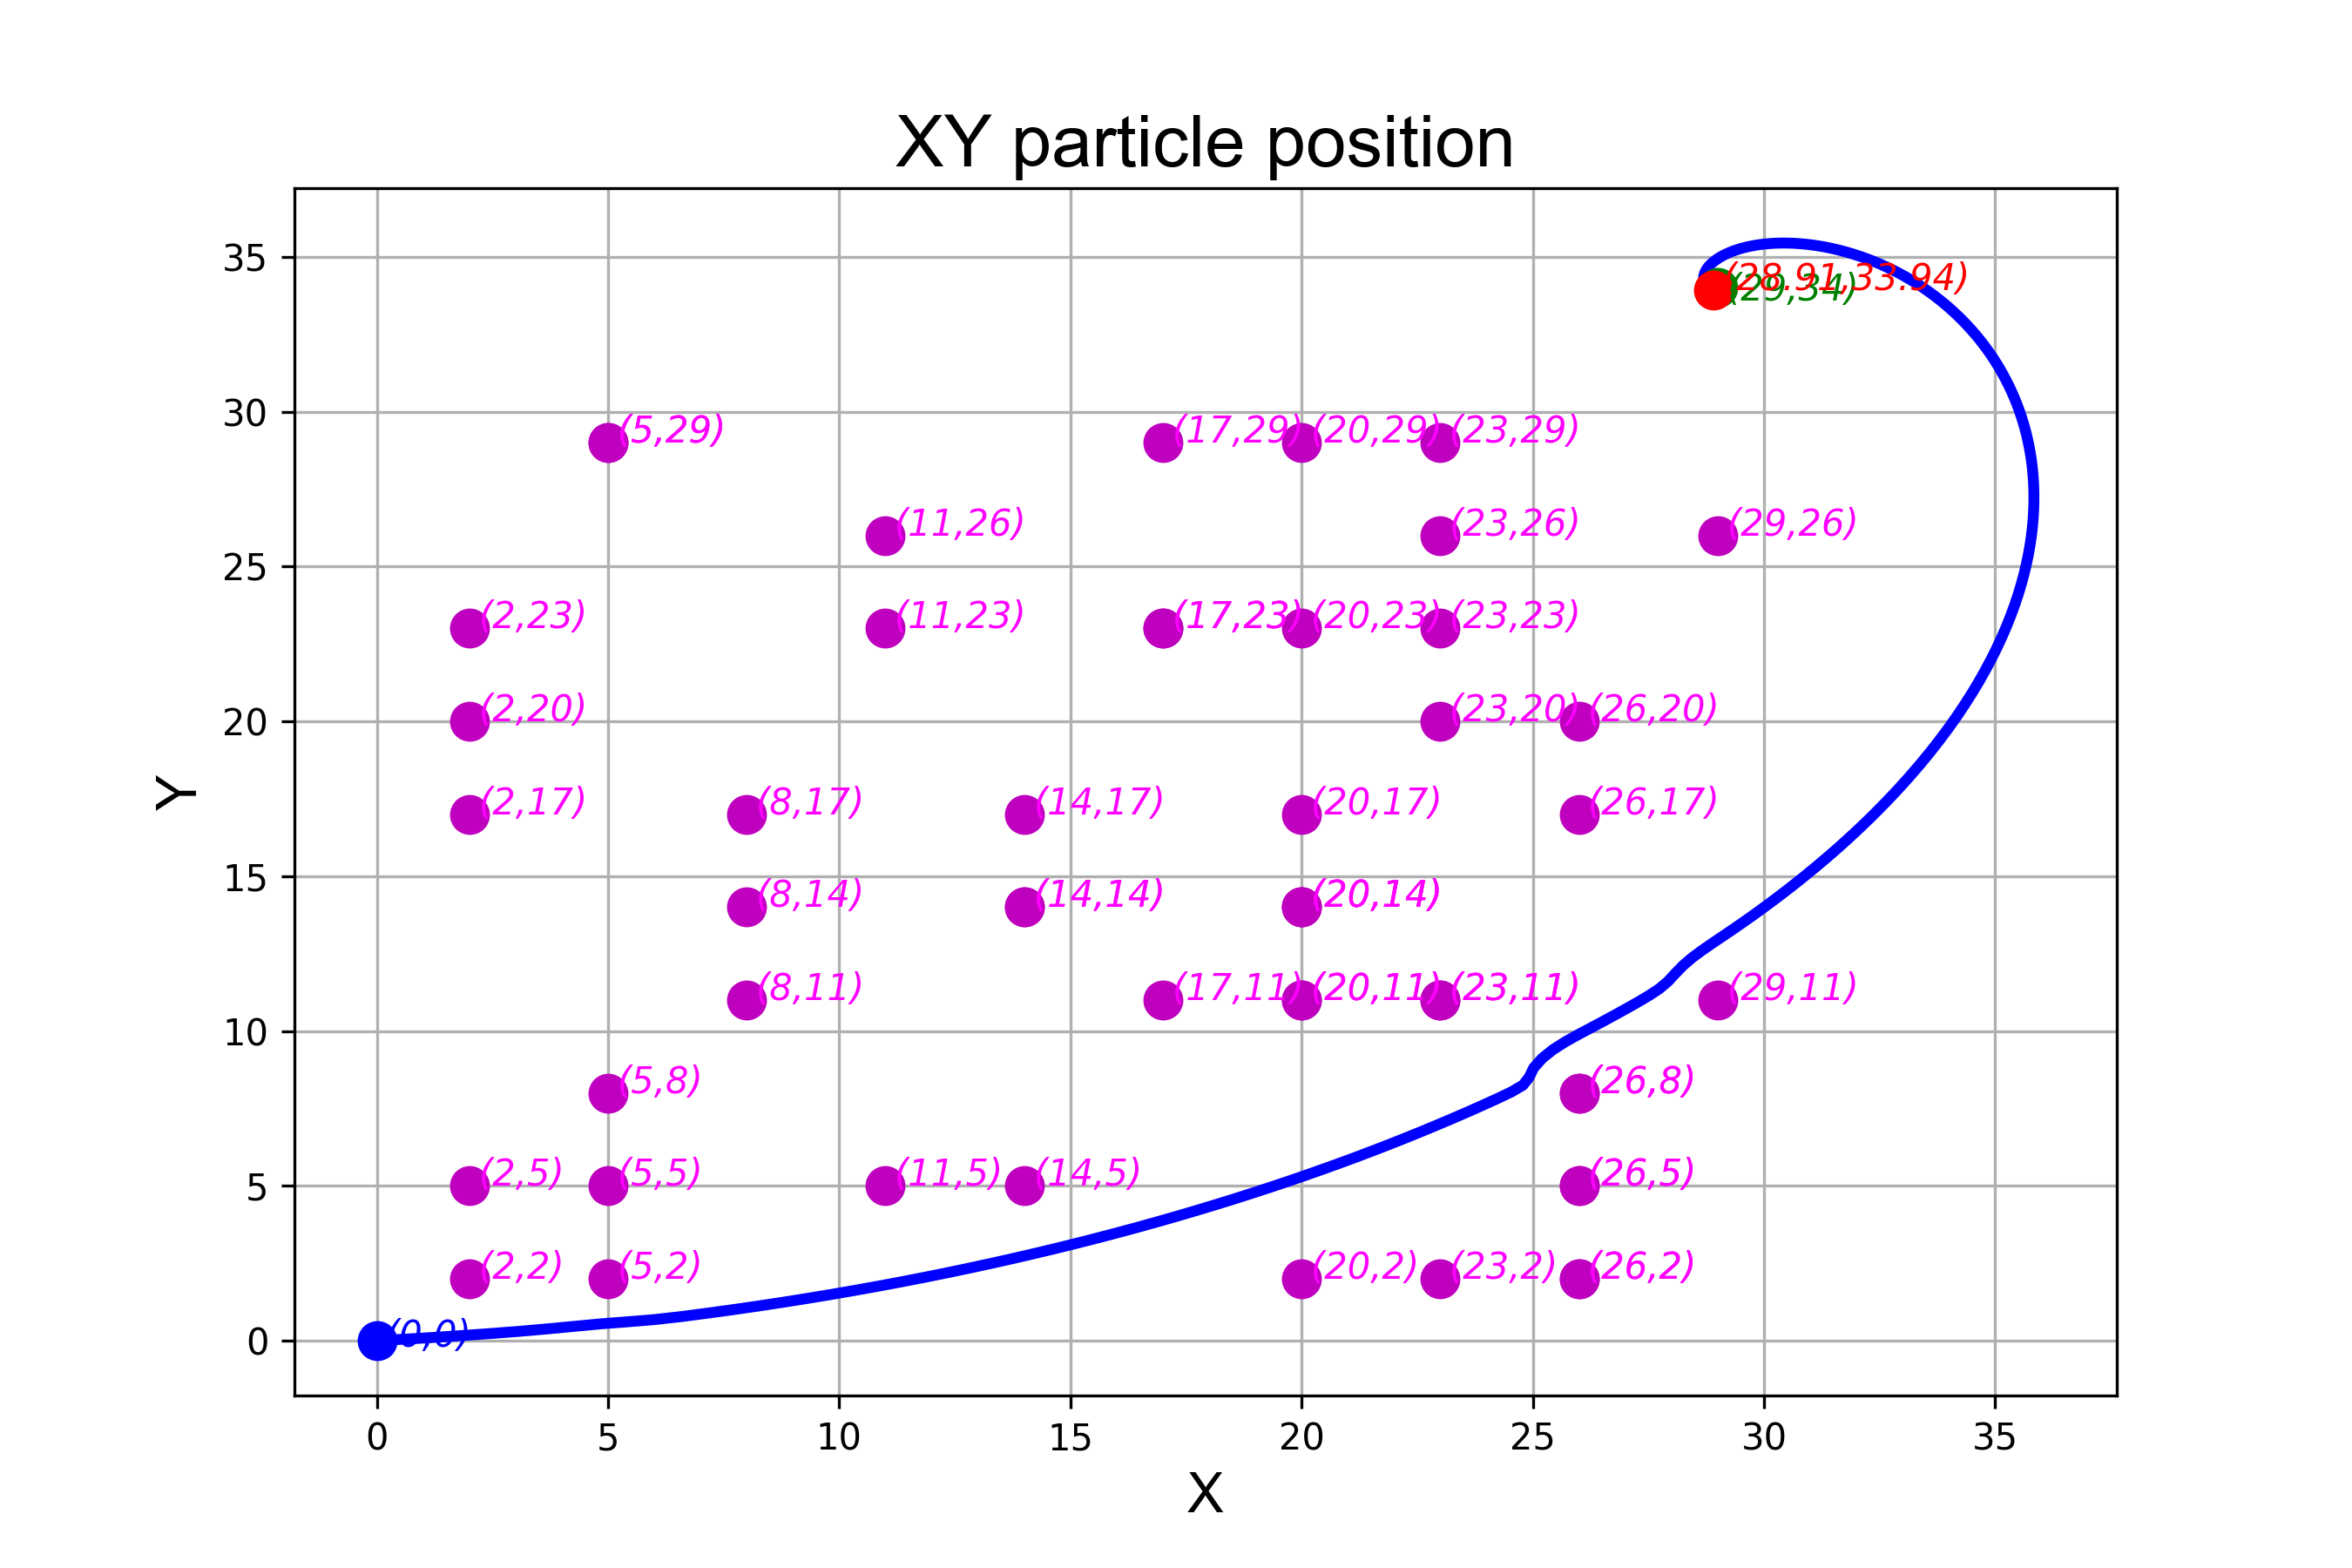 XY particle position
35
(28.91,33.94)
(29,34)
30
(5,29) (17,29) (20,29) (23,29)
(11,26) (23,26) (29,26)
25
(2,23) (11,23) (17,23) (20,23) (23,23)
20
(2,20) (23,20) (26,20)
(2,17) (8,17) (14,17) (20,17) (26,17)
Y
15
(8,14) (14,14) (20,14)
(8,11) (17,11) (20,11) (23,11) (29,11)
10
(5,8) (26,8)
5
(2,5) (5,5) (11,5) (14,5) (26,5)
(2,2) (5,2) (20,2) (23,2) (26,2)
0
(0,0)
0 5 10 15 20 25 30 35
X